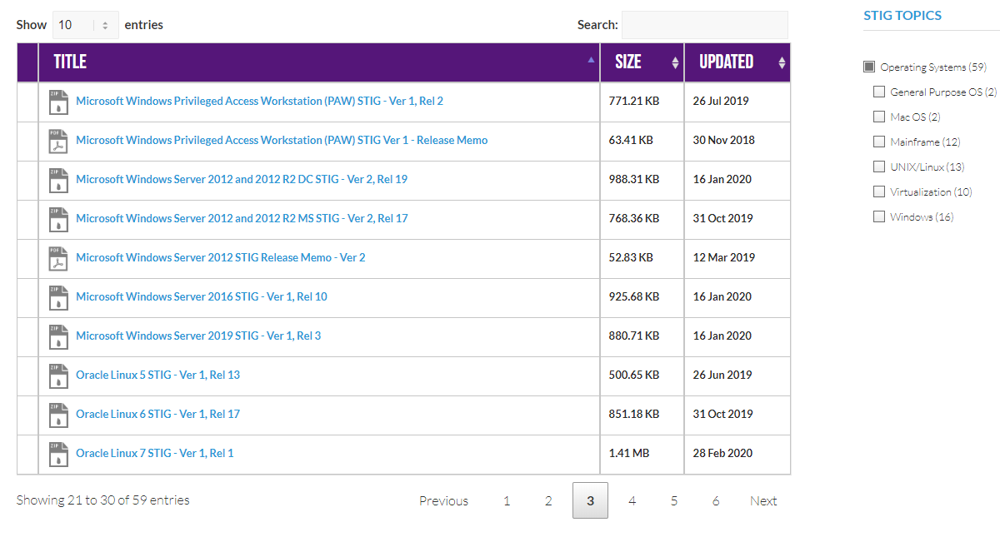 Show 10 entries Search:
TITLE SIZE UPDATED
ZIP Microsoft Windows Privileged Access Workstation (PAW) STIG - Ver 1, Rel 2 771.21 KB 26 Jul 2019
PDF Microsoft Windows Privileged Access Workstation (PAW) STIG Ver 1 - Release Memo 63.41 KB 30 Nov 2018
ZIP Microsoft Windows Server 2012 and 2012 R2 DC STIG - Ver 2, Rel 19 988.31 KB 16 Jan 2020
ZIP Microsoft Windows Server 2012 and 2012 R2 MS STIG - Ver 2, Rel 17 768.36 KB 31 Oct 2019
PDF Microsoft Windows Server 2012 STIG Release Memo - Ver 2 52.83 KB 12 Mar 2019
ZIP Microsoft Windows Server 2016 STIG - Ver 1, Rel 10 925.68 KB 16 Jan 2020
ZIP Microsoft Windows Server 2019 STIG - Ver 1, Rel 3 880.71 KB 16 Jan 2020
ZIP Oracle Linux 5 STIG - Ver 1, Rel 13 500.65 KB 26 Jun 2019
ZIP Oracle Linux 6 STIG - Ver 1, Rel 17 851.18 KB 31 Oct 2019
ZIP Oracle Linux 7 STIG - Ver 1, Rel 1 1.41 MB 28 Feb 2020
Showing 21 to 30 of 59 entries Previous 1 2 3 4 5 6 Next
STIG TOPICS
Operating Systems (59)
General Purpose OS (2)
Mac OS (2)
Mainframe (12)
UNIX/Linux (13)
Virtualization (10)
Windows (16)